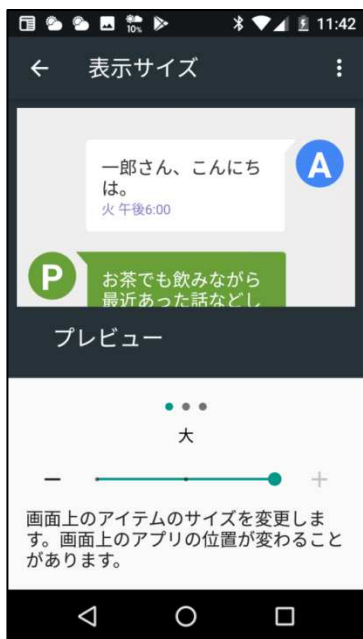 10%
11:42
表示サイズ
一郎さん、こんにち
は。
火 午後6:00
A
P
お茶でも飲みながら
最近あった話などし
プレビュー
大
画面上のアイテムのサイズを変更しま
す。画面上のアプリの位置が変わること
があります。